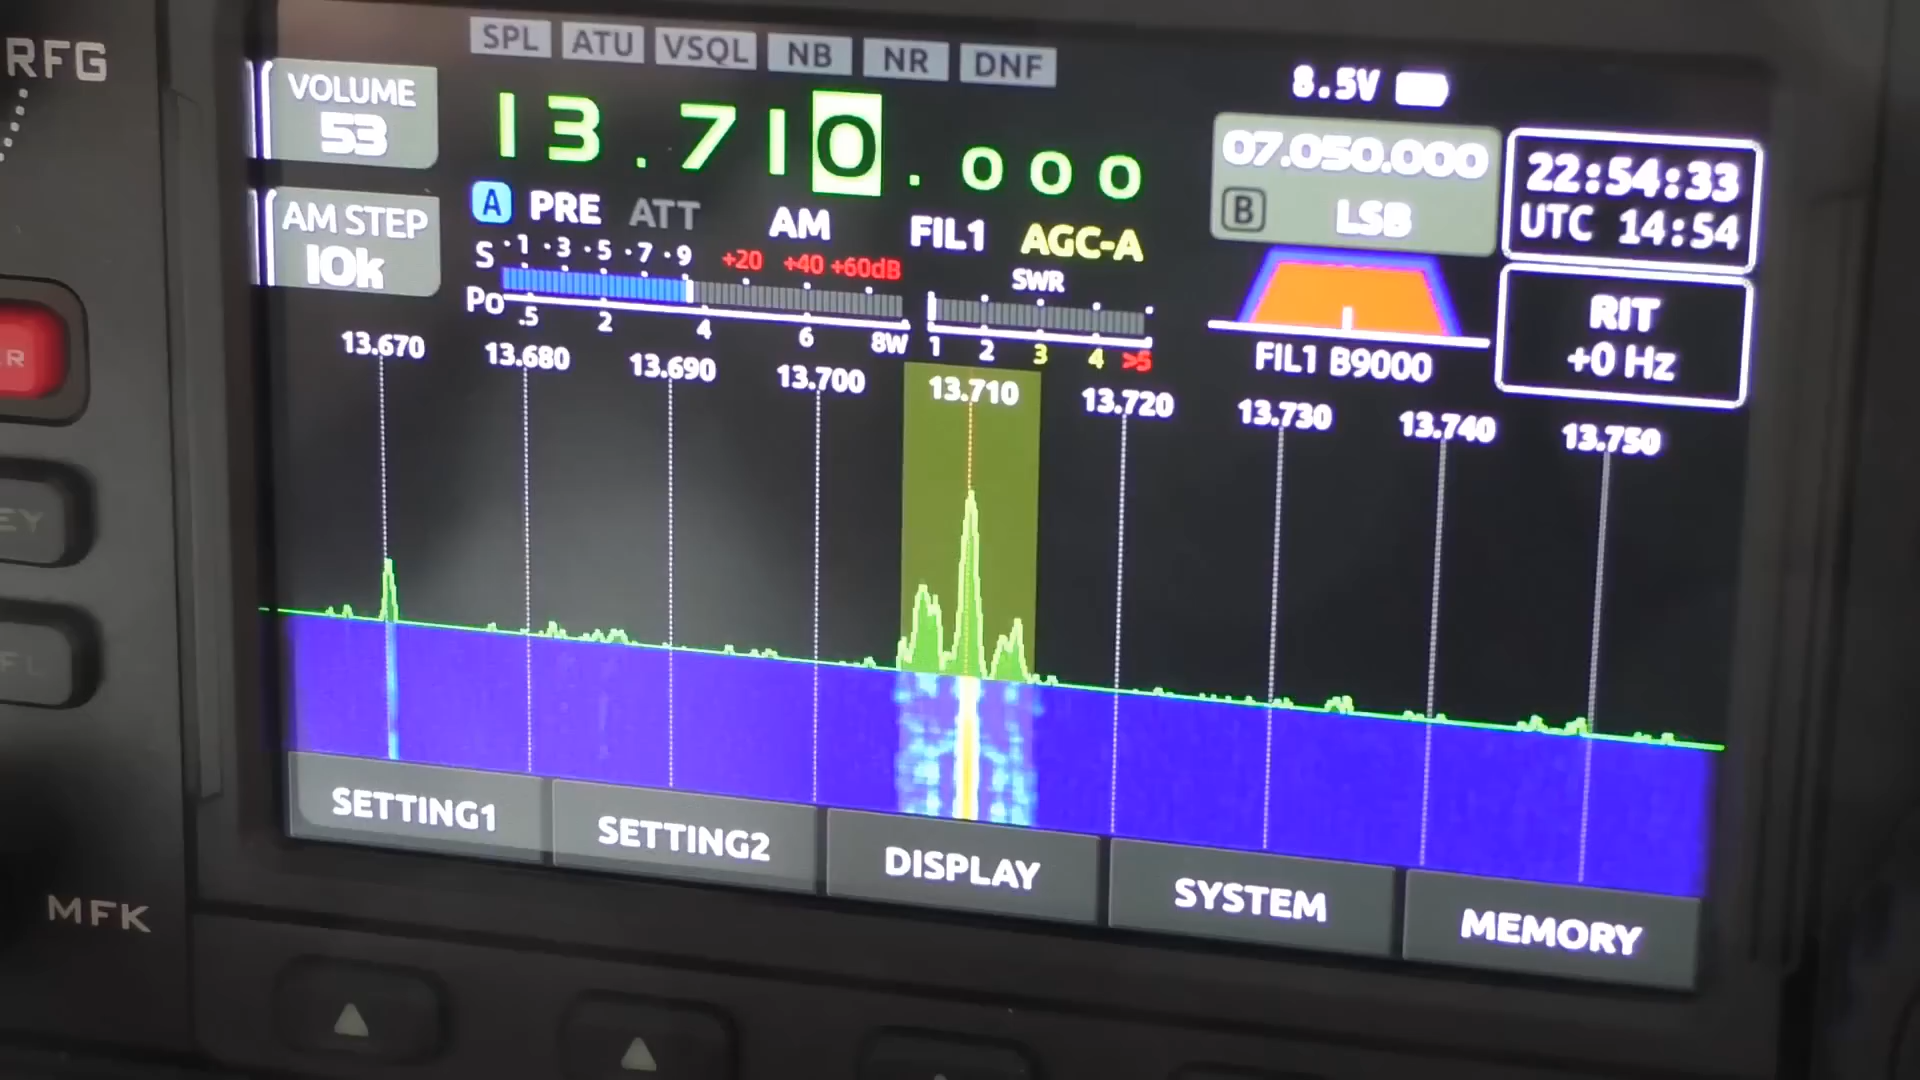 RFG
SPL ATU VSQL NB NR DNF
8.5V
VOLUME
53
13.710.000
07.050.000
B LSB
22:54:33
UTC 14:54
AM STEP
10k
A PRE ATT AM FIL1 AGC-A
S 1 3 5 7 9 +20 +40 +60dB
SWR
Po .5 2 4 6 8W 1 2 3 4 >5
FIL1 B9000
RIT
+0 Hz
13.670 13.680 13.690 13.700 13.710 13.720 13.730 13.740 13.750
R
EY
FL
SETTING1 SETTING2 DISPLAY SYSTEM MEMORY
MFK